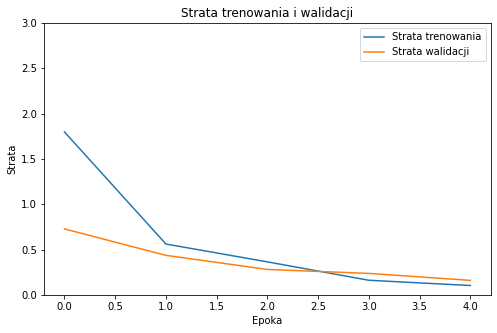 Strata trenowania i walidacji
Strata trenowania
Strata walidacji
Strata
3.0
2.5
2.0
1.5
1.0
0.5
0.0
0.0 0.5 1.0 1.5 2.0 2.5 3.0 3.5 4.0
Epoka